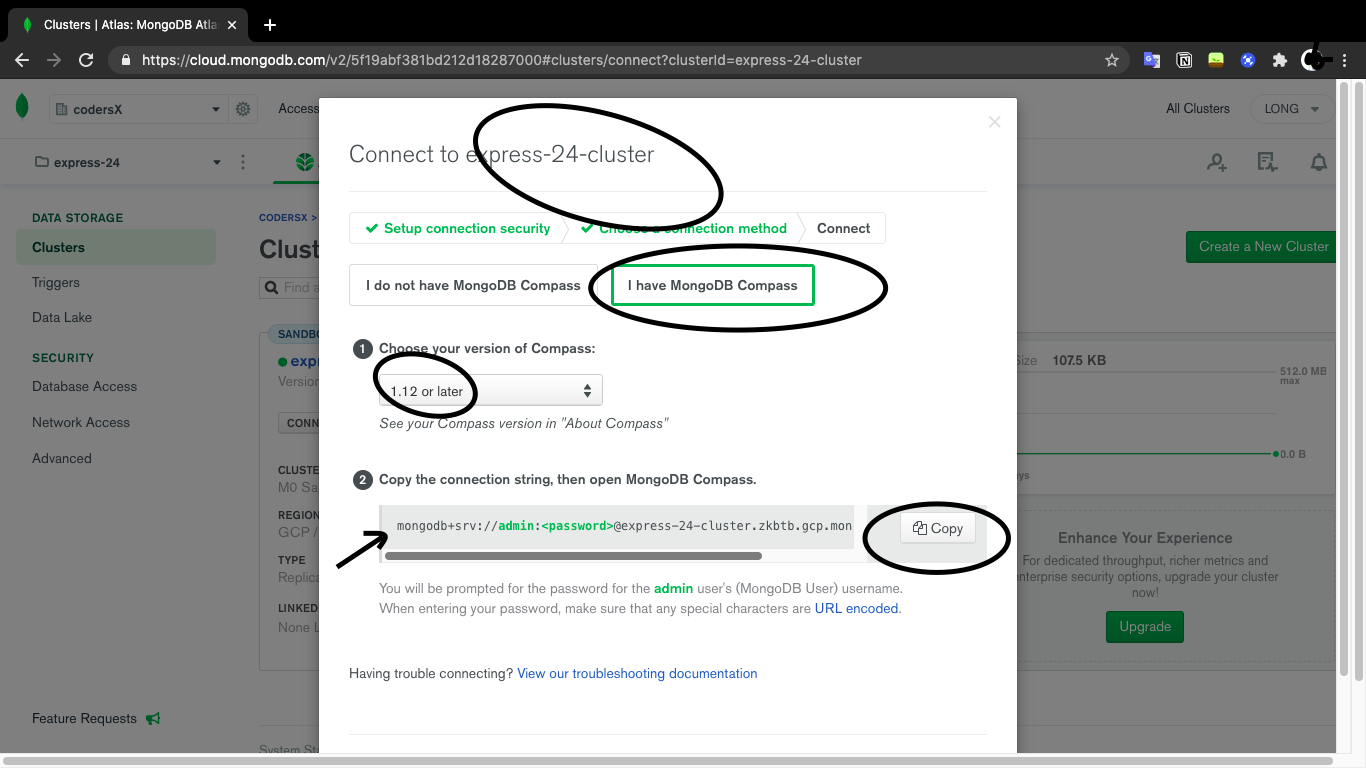 Clusters | Atlas: MongoDB Atla
https://cloud.mongodb.com/v2/5f19abf381bd212d18287000#clusters/connect?clusterId=express-24-cluster
codersX
Access
All Clusters
LONG
express-24
DATA STORAGE
Clusters
Triggers
Data Lake
SECURITY
Database Access
Network Access
Advanced
Feature Requests
CODERSX >
Clust
Find a
SANDBO
expr
Version
CONN
CLUSTE
M0 Sa
REGION
GCP /
TYPE
Replica
LINKED
None L
System Sta
Connect to express-24-cluster
Setup connection security
Choose a connection method
Connect
I do not have MongoDB Compass
I have MongoDB Compass
1 Choose your version of Compass:
1.12 or later
See your Compass version in "About Compass"
2 Copy the connection string, then open MongoDB Compass.
mongodb+srv://admin:<password>@express-24-cluster.zkbtb.gcp.mon
Copy
You will be prompted for the password for the admin user's (MongoDB User) username.
When entering your password, make sure that any special characters are URL encoded.
Having trouble connecting? View our troubleshooting documentation
Create a New Cluster
Size 107.5 KB
512.0 MB
max
0.0 B
ys
Enhance Your Experience
For dedicated throughput, richer metrics and
enterprise security options, upgrade your cluster
now!
Upgrade